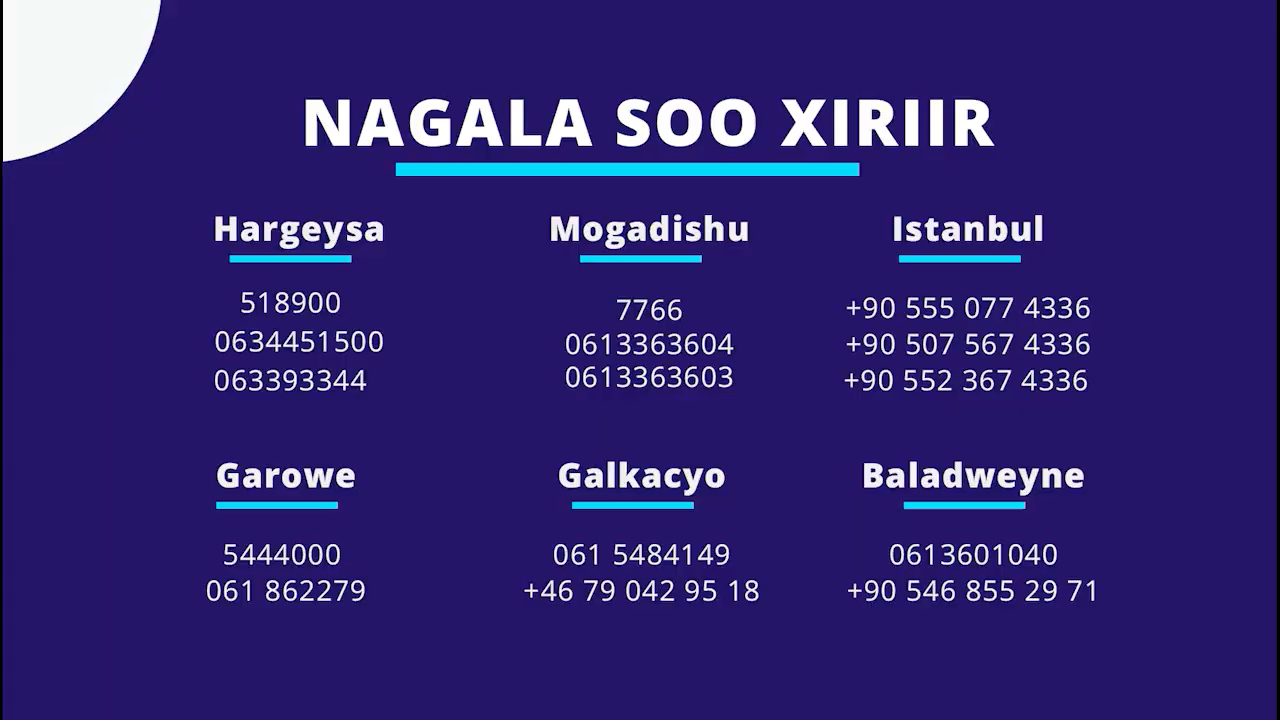 NAGALA SOO XIRIIR
Hargeysa
518900
0634451500
063393344
Mogadishu
7766
0613363604
0613363603
Istanbul
+90 555 077 4336
+90 507 567 4336
+90 552 367 4336
Garowe
5444000
061 862279
Galkacyo
061 5484149
+46 79 042 95 18
Baladweyne
0613601040
+90 546 855 29 71